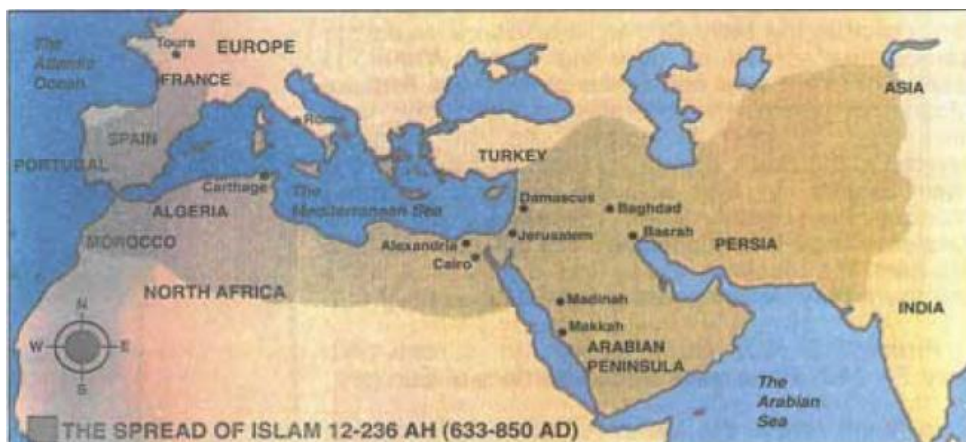 The
Atlantic
Ocean
Tours
EUROPE
FRANCE
ASIA
SPAIN
Rome
PORTUGAL
TURKEY
Carthage
The
Mediterranean Sea
ALGERIA
Damascus
Baghdad
MOROCCO
Alexandria
Jerusalem
Basrah
PERSIA
Cairo
NORTH AFRICA
INDIA
Madinah
Makkah
ARABIAN
PENINSULA
N
W
E
S
The
Arabian
Sea
THE SPREAD OF ISLAM 12-236 AH (633-850 AD)